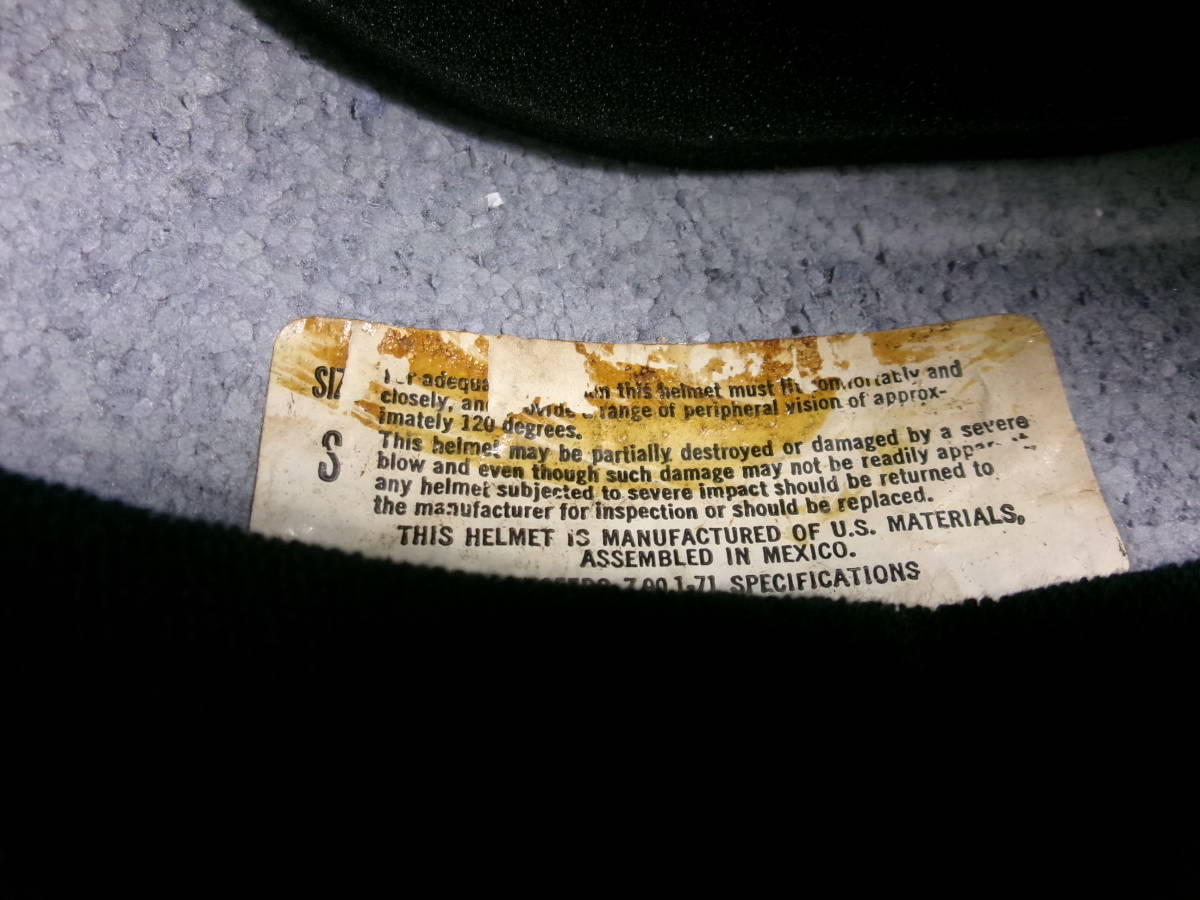 SIZ
S
adequa in this helmet must fit comfortably and
closely, and provide a range of peripheral vision of approx-
imately 120 degrees.
This helmet may be partially destroyed or damaged by a severe
blow and even though such damage may not be readily
any helmet subjected to severe impact should be returned to
the manufacturer for inspection or should be replaced.
THIS HELMET IS MANUFACTURED OF U.S. MATERIALS,
ASSEMBLED IN MEXICO.
SPECIFICATIONS